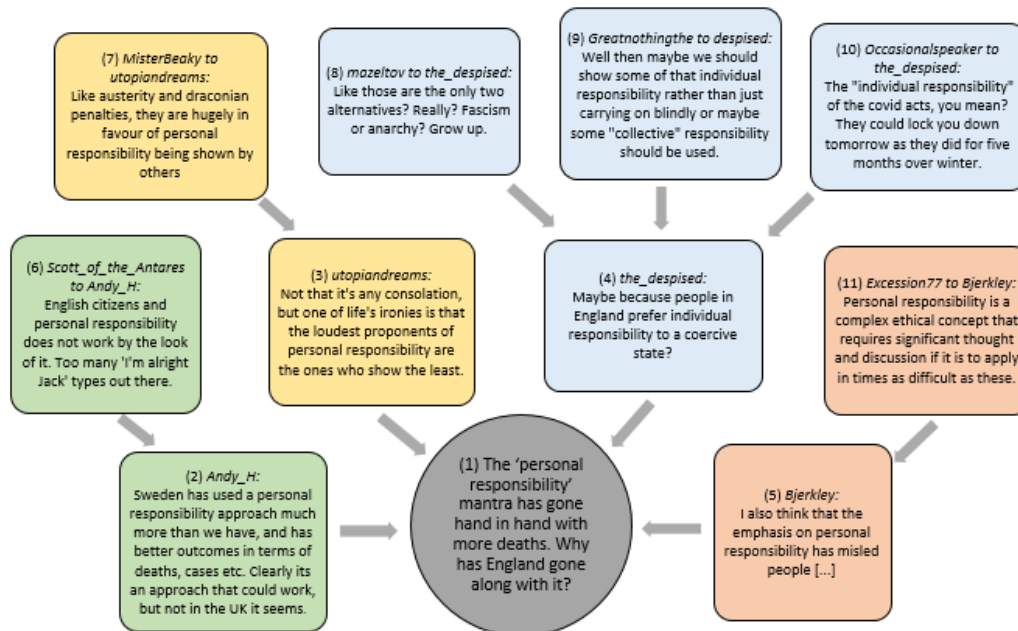 (7) MisterBeaky to
utopiandreams:
Like austerity and draconian
penalties, they are hugely in
favour of personal
responsibility being shown by
others
(8) mazeltov to the_despised:
Like those are the only two
alternatives? Really? Fascism
or anarchy? Grow up.
(9) Greatnothingthe to despised:
Well then maybe we should
show some of that individual
responsibility rather than just
carrying on blindly or maybe
some "collective" responsibility
should be used.
(10) Occasionalspeaker to
the_despised:
The "individual responsibility"
of the covid acts, you mean?
They could lock you down
tomorrow as they did for five
months over winter.
(6) Scott_of_the_Antares
to Andy_H:
English citizens and
personal responsibility
does not work by the look
of it. Too many 'I'm alright
Jack' types out there.
(3) utopiandreams:
Not that it's any consolation,
but one of life's ironies is that
the loudest proponents of
personal responsibility are
the ones who show the least.
(4) the_despised:
Maybe because people in
England prefer individual
responsibility to a coercive
state?
(11) Excession77 to Bjerkley:
Personal responsibility is a
complex ethical concept that
requires significant thought
and discussion if it is to apply
in times as difficult as these.
(2) Andy_H:
Sweden has used a personal
responsibility approach much
more than we have, and has
better outcomes in terms of
deaths, cases etc. Clearly its
an approach that could work,
but not in the UK it seems.
(1) The ‘personal
responsibility’
mantra has gone
hand in hand with
more deaths. Why
has England gone
along with it?
(5) Bjerkley:
I also think that the
emphasis on personal
responsibility has misled
people [...]